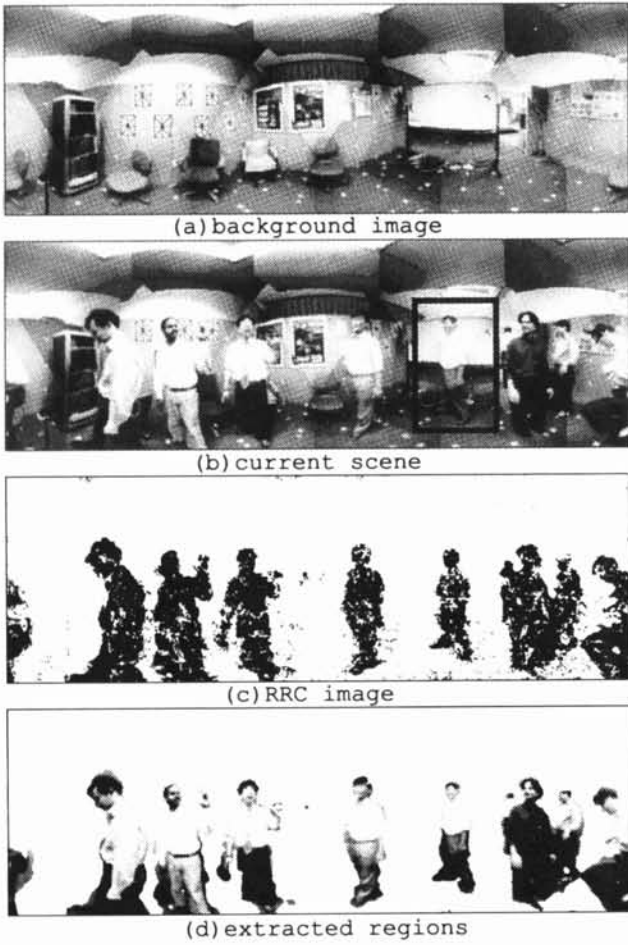 (a)background image
(b)current scene
(c)RRC image
(d)extracted regions